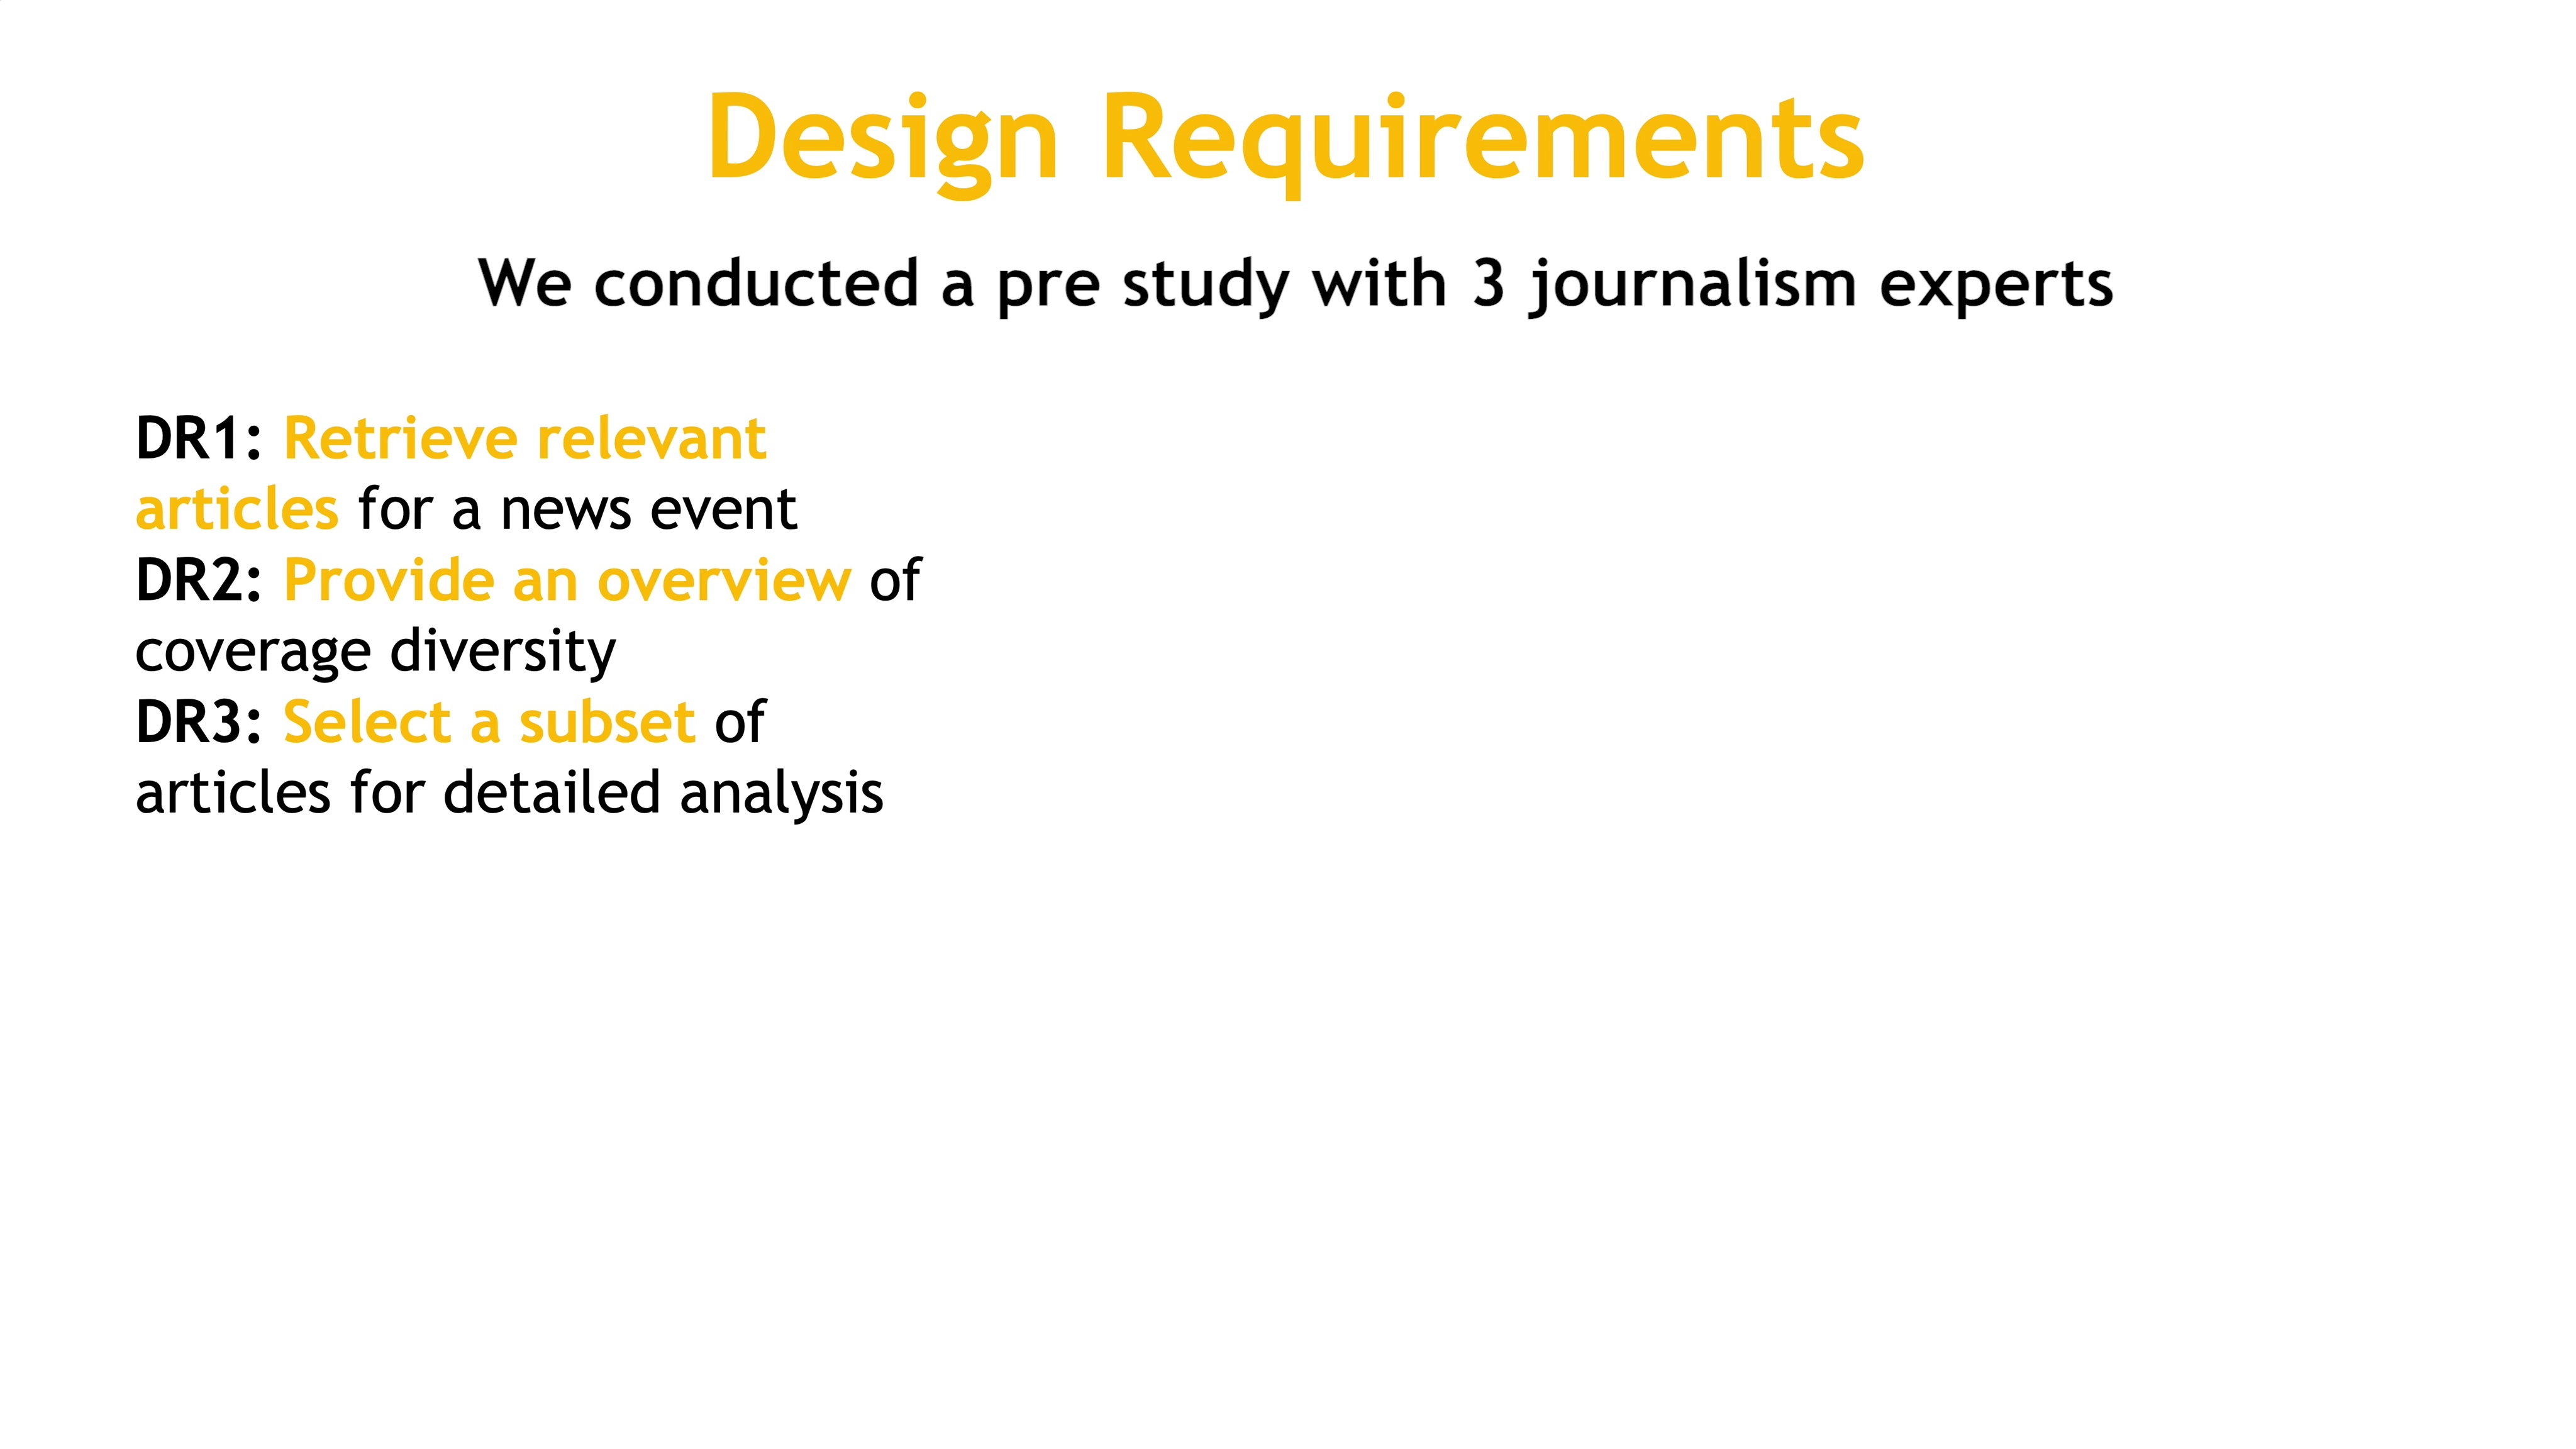 Design Requirements
We conducted a pre study with 3 journalism experts
DR1: Retrieve relevant
articles for a news event
DR2: Provide an overview of
coverage diversity
DR3: Select a subset of
articles for detailed analysis